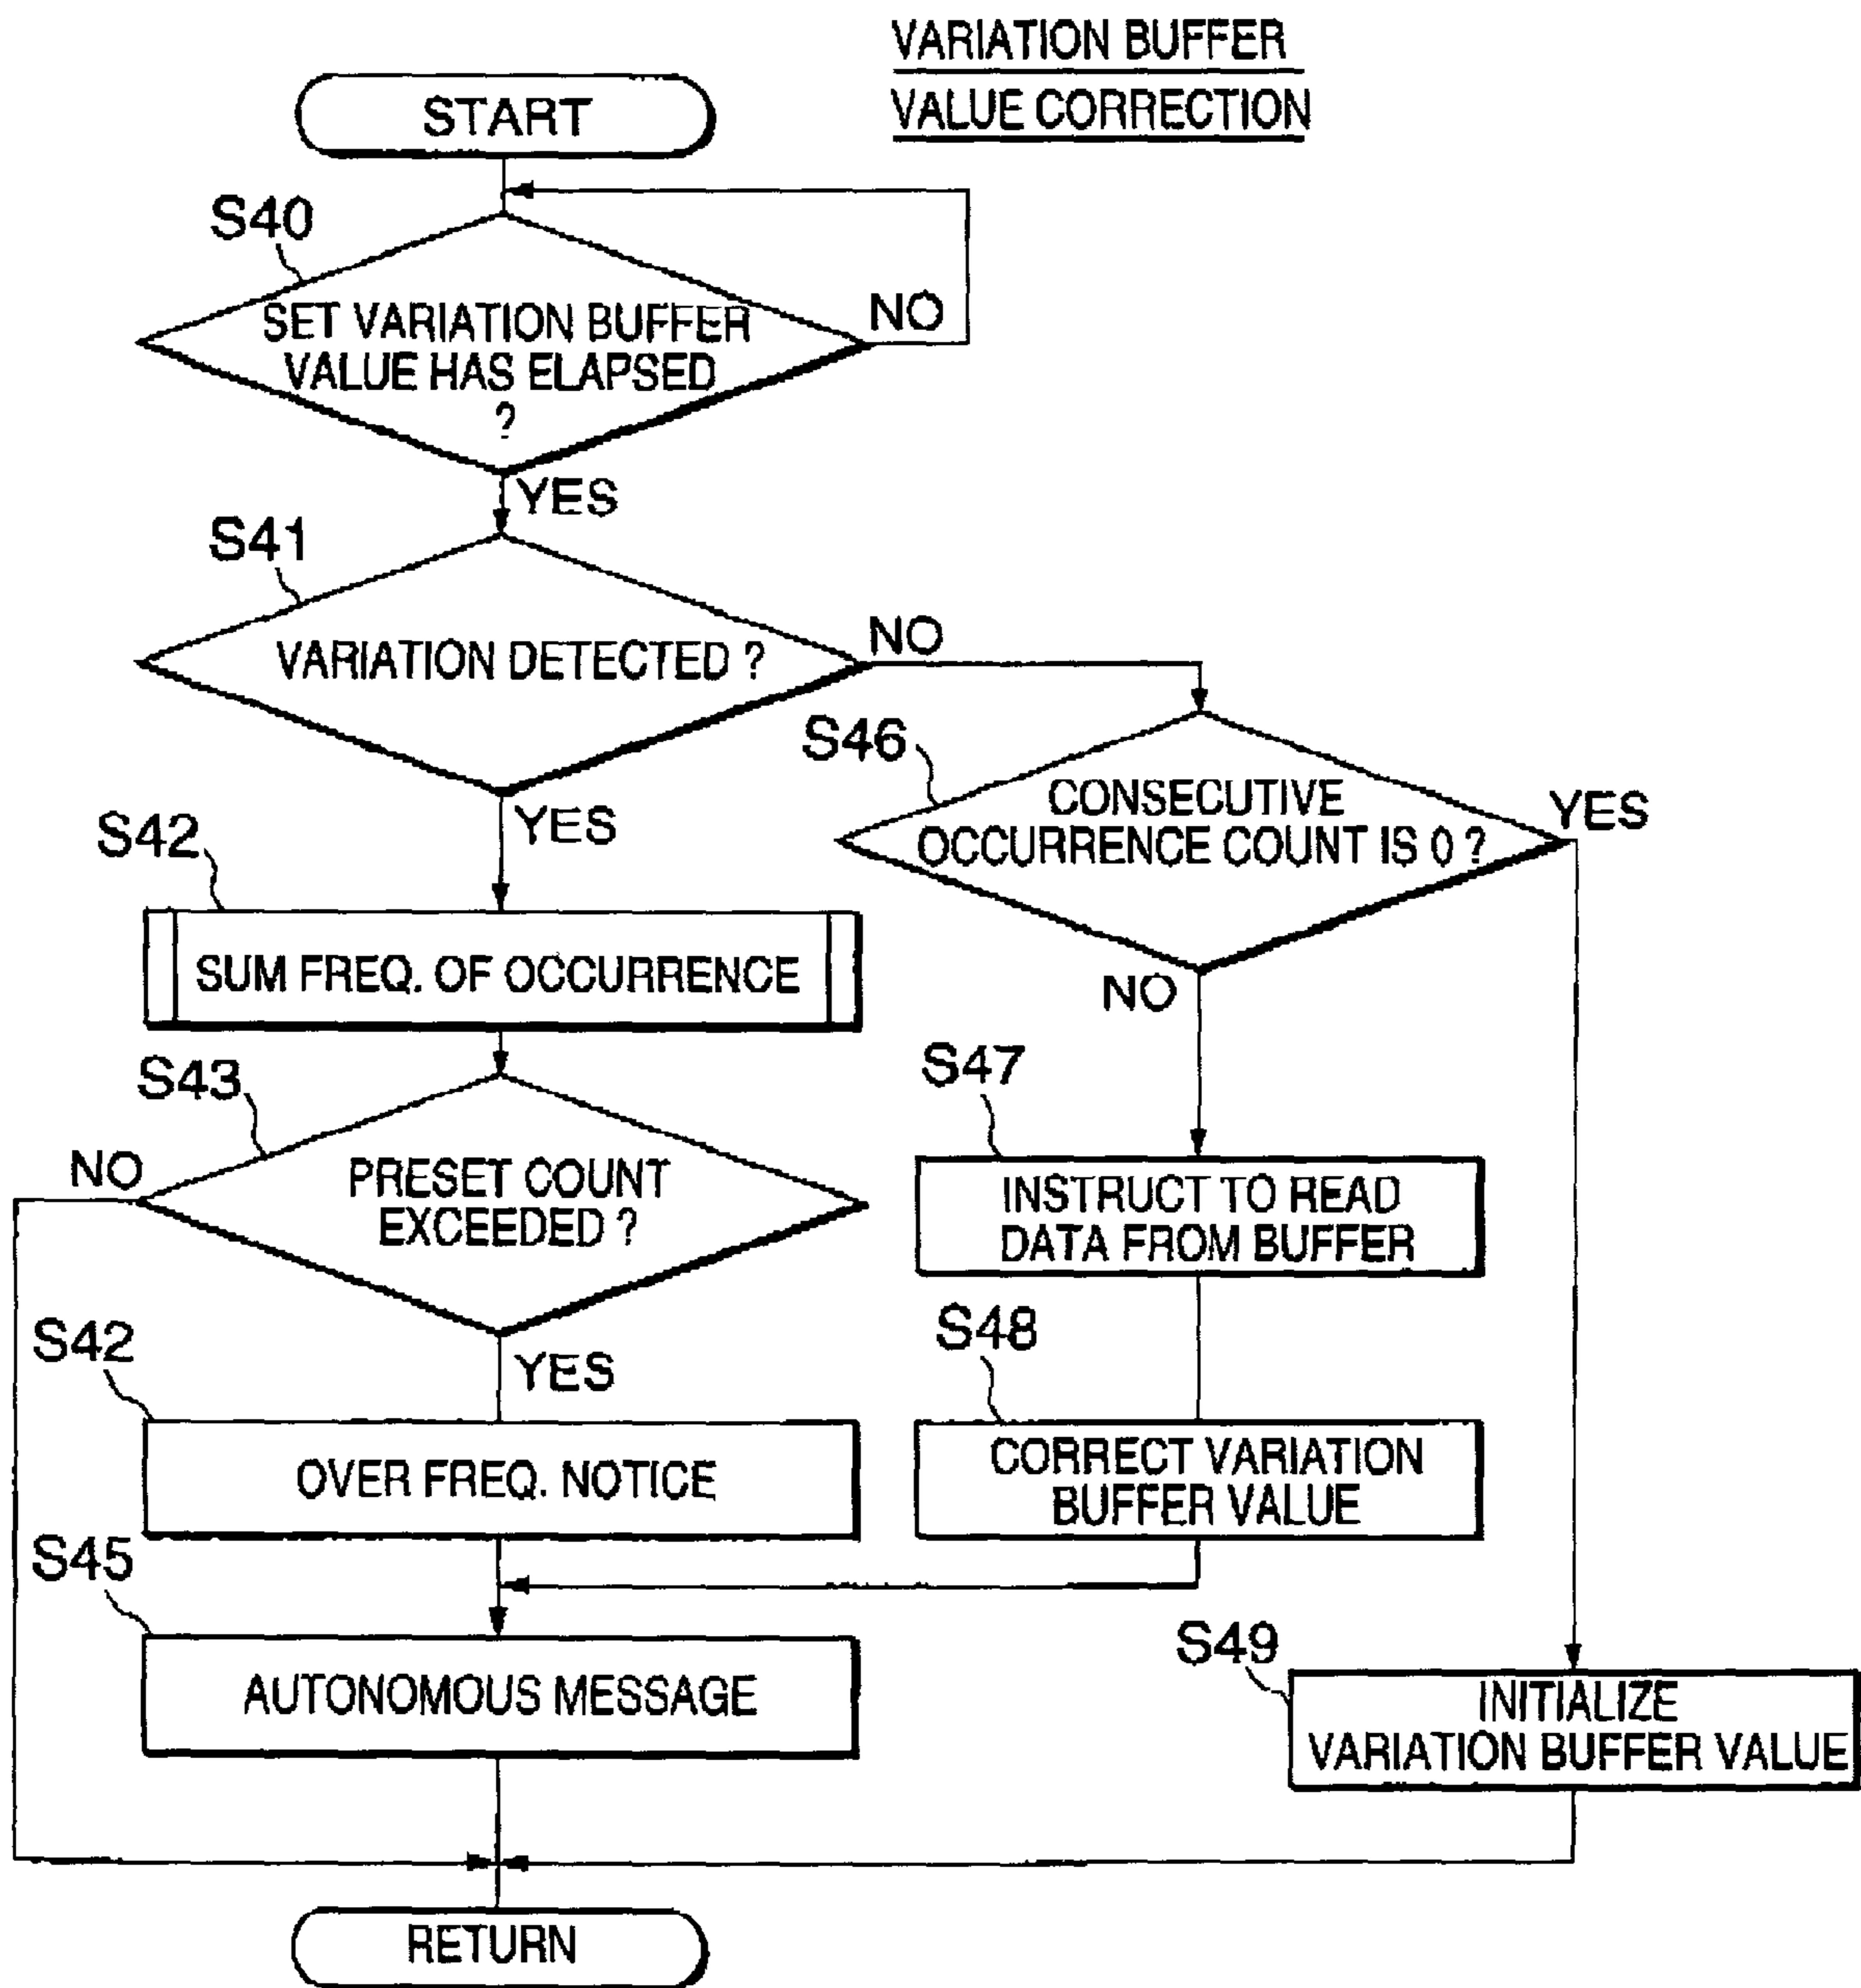 VARIATION BUFFER
VALUE CORRECTION
START
S40
SET VARIATION BUFFER
VALUE HAS ELAPSED
?
NO
YES
S41
VARIATION DETECTED ?
NO
YES
S46
CONSECUTIVE
OCCURRENCE COUNT IS 0 ?
YES
NO
S42
SUM FREQ. OF OCCURRENCE
S43
PRESET COUNT
EXCEEDED ?
NO
YES
S47
INSTRUCT TO READ
DATA FROM BUFFER
S42
OVER FREQ. NOTICE
S48
CORRECT VARIATION
BUFFER VALUE
S45
AUTONOMOUS MESSAGE
S49
INITIALIZE
VARIATION BUFFER VALUE
RETURN